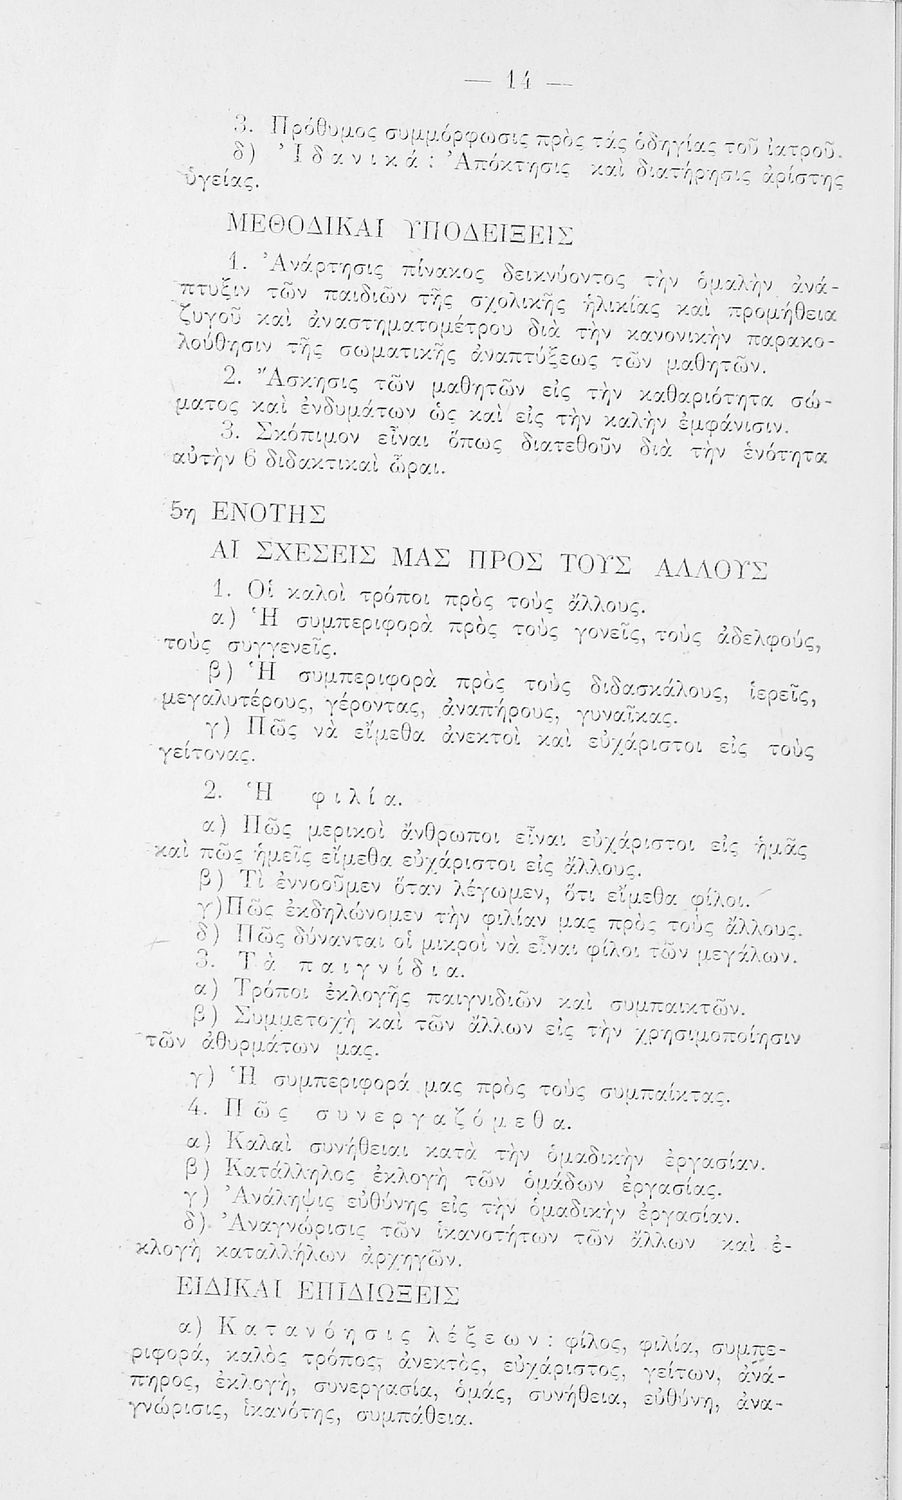 — 14 —
3. Πρόθυμος συμμόρφωσις πρὸς τάς ὁδηγίας τοῦ ἰατροῦ.
δ) Ἰδανικά: Ἀπόκτησις καὶ διατήρησις ἀρίστης
ὑγείας.
ΜΕΘΟΔΙΚΑΙ ΥΠΟΔΕΙΞΕΙΣ
1. Ἀνάρτησις πίνακος δεικνύοντος τὴν ὁμαλὴν ἀνά-
πτυξιν τῶν παιδιῶν τῆς σχολικῆς ἡλικίας καὶ προμήθεια
ζυγοῦ καὶ ἀναστηματομέτρου διὰ τὴν κανονικὴν παρακο-
λούθησιν τῆς σωματικῆς ἀναπτύξεως τῶν μαθητῶν.
2. Ἄσκησις τῶν μαθητῶν εἰς τὴν καθαριότητα σώ-
ματος καὶ ἐνδυμάτων ὡς καὶ εἰς τὴν καλὴν ἐμφάνισιν.
3. Σκόπιμον εἶναι ὅπως διατεθοῦν διὰ τὴν ἑνότητα
αὐτὴν 6 διδακτικαὶ ὧραι.
5η ΕΝΟΤΗΣ
ΑΙ ΣΧΕΣΕΙΣ ΜΑΣ ΠΡΟΣ ΤΟΥΣ ΑΛΛΟΥΣ
1. Οἱ καλοὶ τρόποι πρὸς τοὺς ἄλλους.
α) Ἡ συμπεριφορὰ πρὸς τοὺς γονεῖς, τοὺς ἀδελφούς,
τοὺς συγγενεῖς.
β) Ἡ συμπεριφορὰ πρὸς τοὺς διδασκάλους, ἱερεῖς,
μεγαλυτέρους, γέροντας, ἀναπήρους, γυναῖκας.
γ) Πῶς νὰ εἴμεθα ἀνεκτοὶ καὶ εὐχάριστοι εἰς τοὺς
γείτονας.
2. Ἡ φιλία.
α) Πῶς μερικοὶ ἄνθρωποι εἶναι εὐχάριστοι εἰς ἡμᾶς
καὶ πῶς ἡμεῖς εἴμεθα εὐχάριστοι εἰς ἄλλους.
β) Τὶ ἐννοοῦμεν ὅταν λέγωμεν, ὅτι εἴμεθα φίλοι.
γ) Πῶς ἐκδηλώνομεν τὴν φιλίαν μας πρὸς τοὺς ἄλλους.
δ) Πῶς δύνανται οἱ μικροὶ νὰ εἶναι φίλοι τῶν μεγάλων.
3. Τὰ παιγνίδια.
α) Τρόποι ἐκλογῆς παιγνιδιῶν καὶ συμπαικτῶν.
β) Συμμετοχὴ καὶ τῶν ἄλλων εἰς τὴν χρησιμοποίησιν
τῶν ἀθυρμάτων μας.
γ) Ἡ συμπεριφορά μας πρὸς τοὺς συμπαίκτας.
4. Πῶς συνεργαζόμεθα.
α) Καλαὶ συνήθειαι κατὰ τὴν ὁμαδικὴν ἐργασίαν.
β) Κατάλληλος ἐκλογὴ τῶν ὁμάδων ἐργασίας.
γ) Ἀνάληψις εὐθύνης εἰς τὴν ὁμαδικὴν ἐργασίαν.
δ) Ἀναγνώρισις τῶν ἱκανοτήτων τῶν ἄλλων καὶ ἐ-
κλογὴ καταλλήλων ἀρχηγῶν.
ΕΙΔΙΚΑΙ ΕΠΙΔΙΩΞΕΙΣ
α) Κατανόησις λέξεων: φίλος, φιλία, συμπε-
ριφορά, καλὸς τρόπος, ἀνεκτὸς, εὐχάριστος, γείτων, ἀνά-
πηρος, ἐκλογὴ, συνεργασία, ὁμάς, συνήθεια, εὐθύνη, ἀνα-
γνώρισις, ἱκανότης, συμπάθεια.